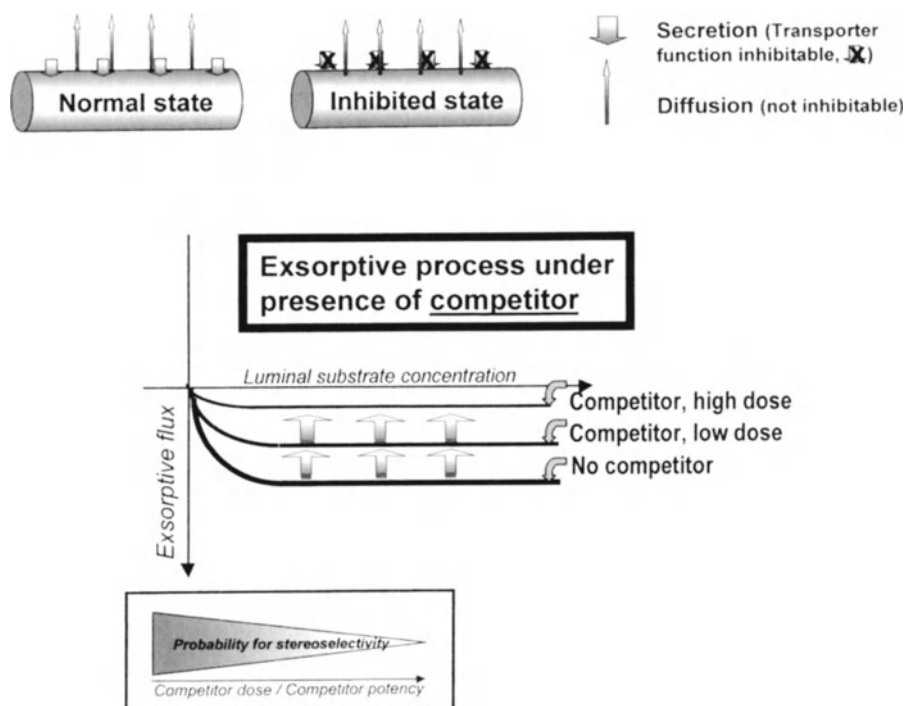 Normal state
Inhibited state
Secretion (Transporter
function inhibitable, X)
Diffusion (not inhibitable)
Exsorptive process under
presence of competitor
Luminal substrate concentration
Exsorptive flux
Competitor, high dose
Competitor, low dose
No competitor
Probability for stereoselectivity
Competitor dose / Competitor potency